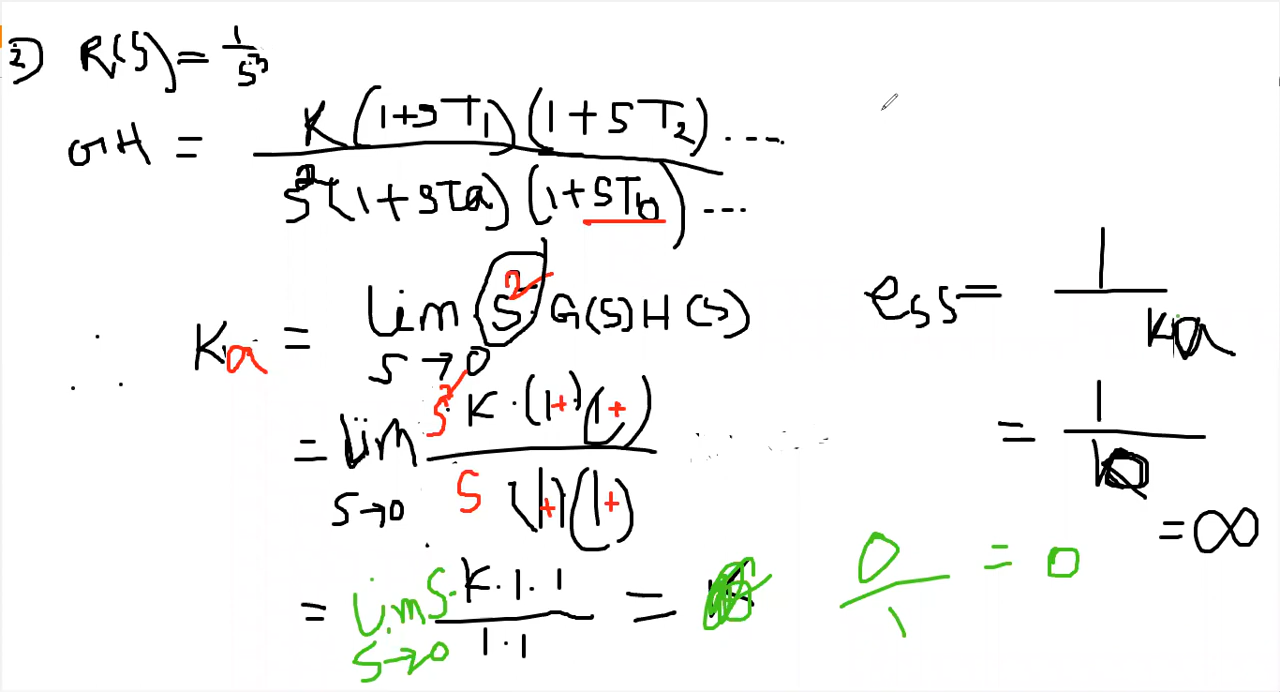 2) R(S) = 1/S³
GH = K(1+ST₁)(1+ST₂) .... / S²(1+STa)(1+STb) ...
∴ Ka = lim S→0 S² G(S)H(S)
= lim S→0 S² K·(1+)(1+) / S (1+)(1+)
= lim S→0 S·K·1·1 / 1·1 =
0/1 = 0
ess = 1/Ka
= 1/0
= ∞